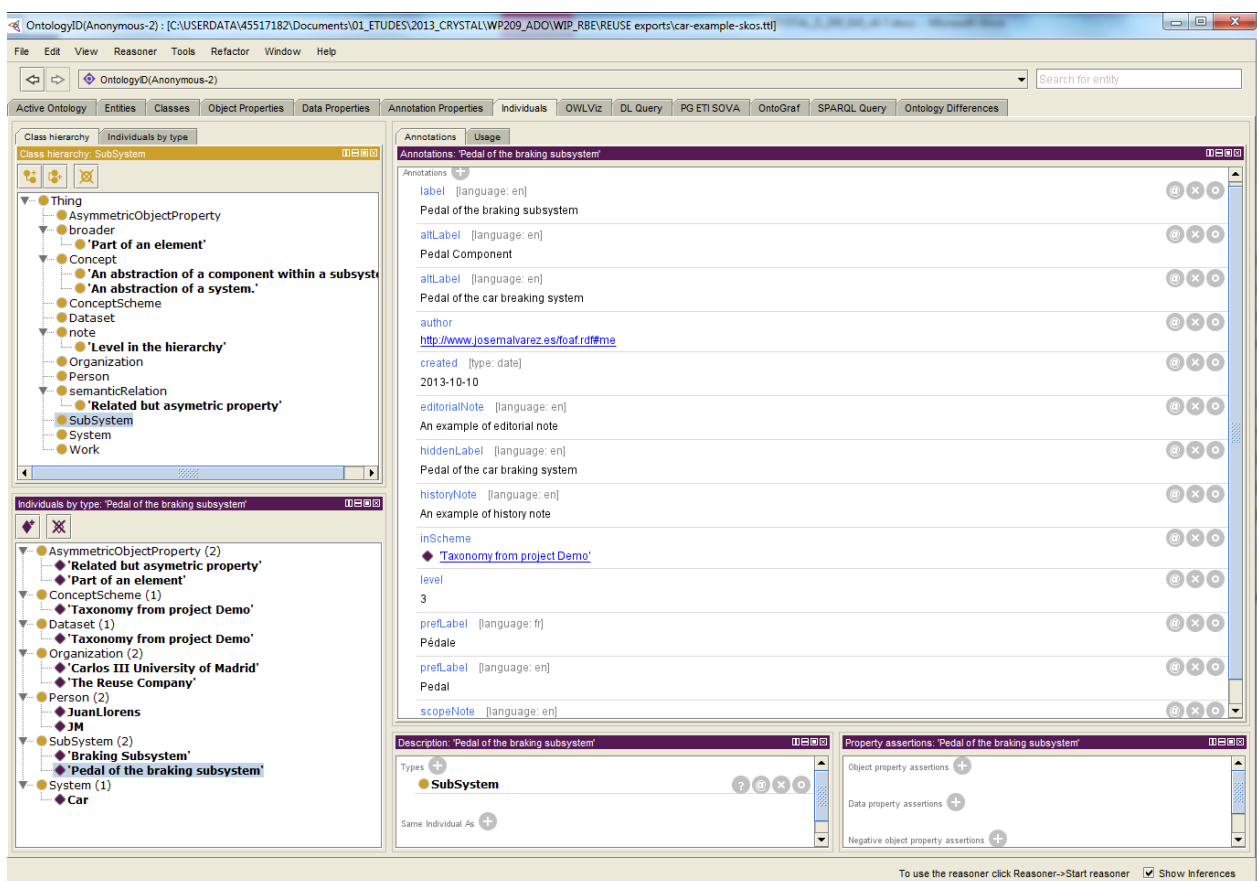 OntologyID(Anonymous-2) : [C:\USERDATA\45517182\Documents\01_ETUDES\2013_CRYSTAL\WP209_ADO\WIP_RBE\REUSE exports\car-example-skos.ttl]
File Edit View Reasoner Tools Refactor Window Help
OntologyID(Anonymous-2)
Search for entity
Active Ontology Entities Classes Object Properties Data Properties Annotation Properties Individuals OWLViz DL Query PG ETI SOVA OntoGraf SPARQL Query Ontology Differences
Class hierarchy Individuals by type
Class hierarchy: SubSystem
Thing
AsymmetricObjectProperty
broader
'Part of an element'
Concept
'An abstraction of a component within a subsyste
'An abstraction of a system.'
ConceptScheme
Dataset
note
'Level in the hierarchy'
Organization
Person
semanticRelation
'Related but asymetric property'
SubSystem
System
Work
Individuals by type: 'Pedal of the braking subsystem'
AsymmetricObjectProperty (2)
'Related but asymetric property'
'Part of an element'
ConceptScheme (1)
'Taxonomy from project Demo'
Dataset (1)
'Taxonomy from project Demo'
Organization (2)
'Carlos III University of Madrid'
'The Reuse Company'
Person (2)
JuanLlorens
JM
SubSystem (2)
'Braking Subsystem'
'Pedal of the braking subsystem'
System (1)
Car
Annotations Usage
Annotations: 'Pedal of the braking subsystem'
Annotations
label [language: en]
Pedal of the braking subsystem
altLabel [language: en]
Pedal Component
altLabel [language: en]
Pedal of the car breaking system
author
http://www.josemalvarez.es/foaf.rdf#me
created [type: date]
2013-10-10
editorialNote [language: en]
An example of editorial note
hiddenLabel [language: en]
Pedal of the car braking system
historyNote [language: en]
An example of history note
inScheme
'Taxonomy from project Demo'
level
3
prefLabel [language: fr]
Pédale
prefLabel [language: en]
Pedal
scopeNote [language: en]
Description: 'Pedal of the braking subsystem'
Types
SubSystem
Same Individual As
Property assertions: 'Pedal of the braking subsystem'
Object property assertions
Data property assertions
Negative object property assertions
To use the reasoner click Reasoner->Start reasoner Show Inferences